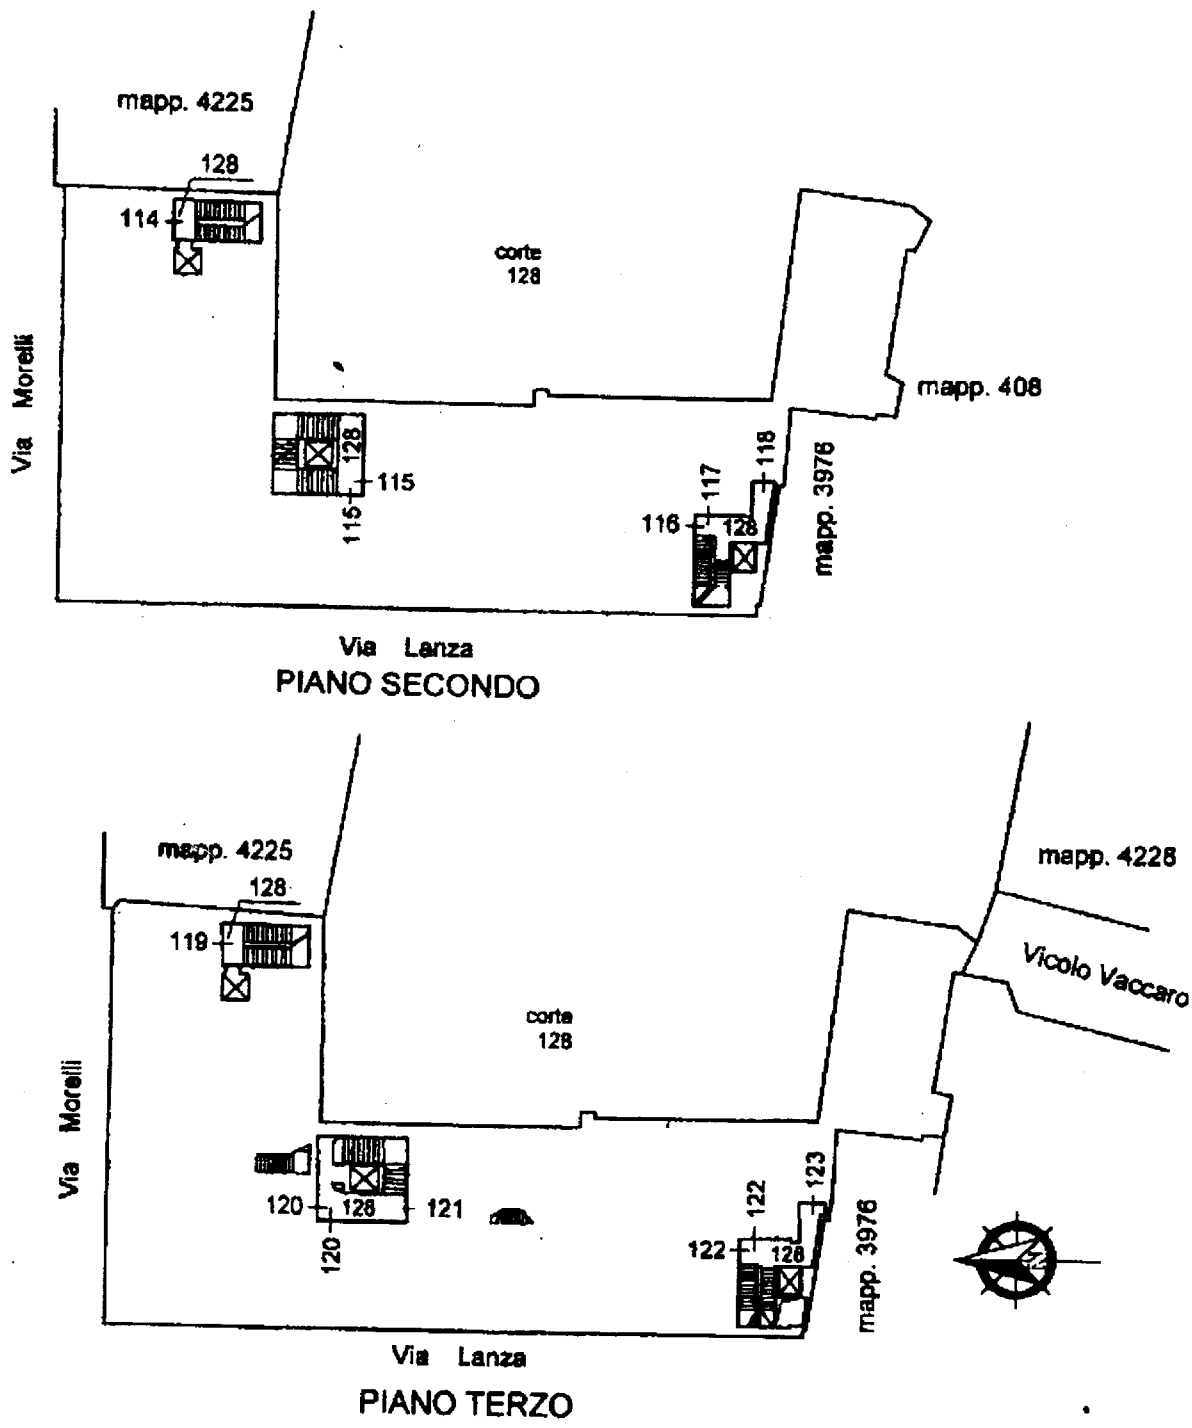 mapp. 4225
128
114
corte
128
Via Morelli
mapp. 408
128
115
115
118
117
116
128
mapp. 3976
Via Lanza
PIANO SECONDO
mapp. 4225
128
119
mapp. 4228
Vicolo Vaccaro
corte
128
Via Morelli
120
128
121
120
123
122
122
128
mapp. 3976
Via Lanza
PIANO TERZO